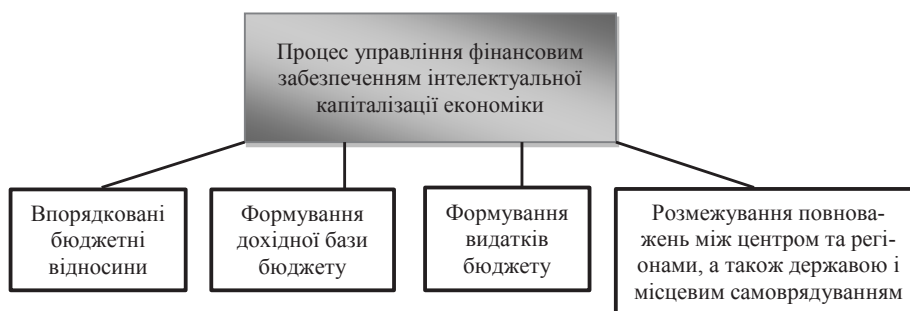 Процес управління фінансовим
забезпеченням інтелектуальної
капіталізації економіки
Впорядковані
бюджетні
відносини
Формування
дохідної бази
бюджету
Формування
видатків
бюджету
Розмежування повнова-
жень між центром та регі-
онами, а також державою і
місцевим самоврядуванням